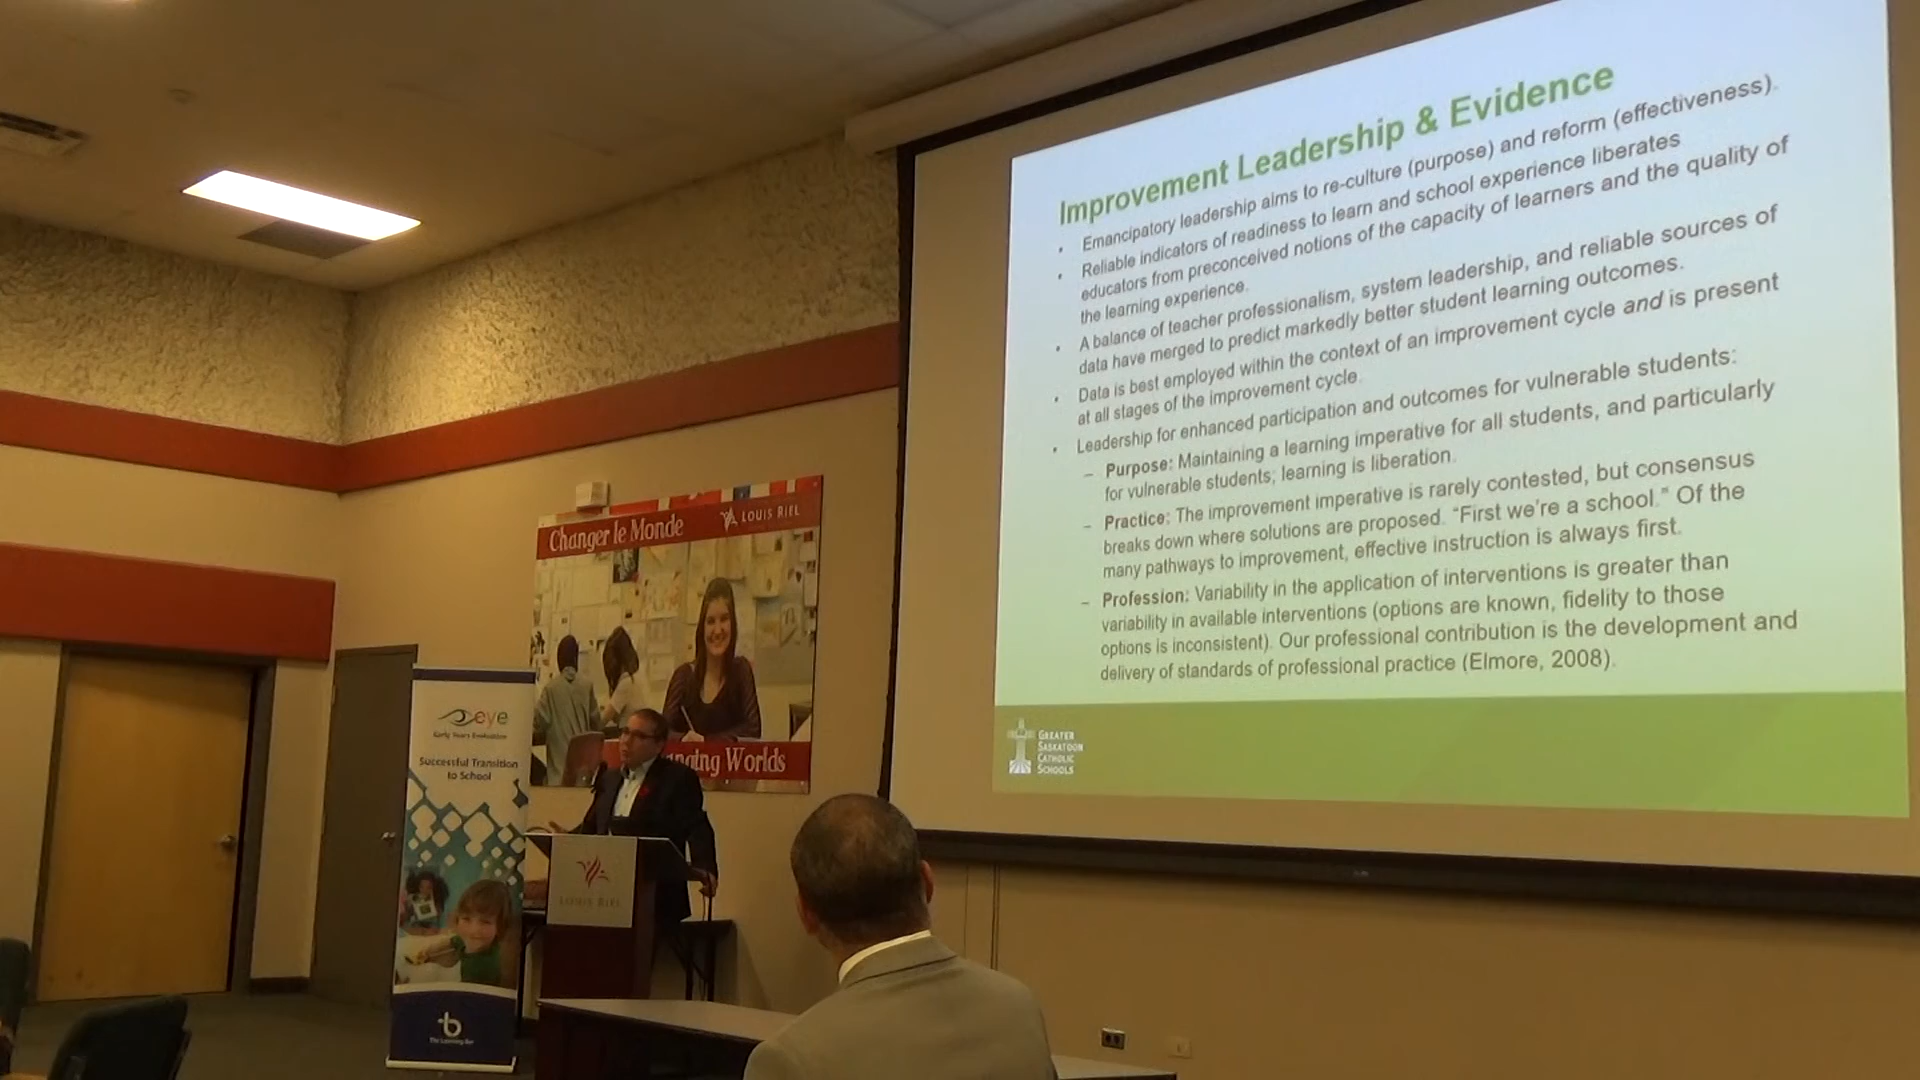 Improvement Leadership & Evidence
• Emancipatory leadership aims to re-culture (purpose) and reform (effectiveness).
• Reliable indicators of readiness to learn and school experience liberates
educators from preconceived notions of the capacity of learners and the quality of
the learning experience.
• A balance of teacher professionalism, system leadership, and reliable sources of
data have merged to predict markedly better student learning outcomes.
• Data is best employed within the context of an improvement cycle and is present
at all stages of the improvement cycle.
• Leadership for enhanced participation and outcomes for vulnerable students:
– Purpose: Maintaining a learning imperative for all students, and particularly
for vulnerable students; learning is liberation.
– Practice: The improvement imperative is rarely contested, but consensus
breaks down where solutions are proposed. “First we’re a school.” Of the
many pathways to improvement, effective instruction is always first.
– Profession: Variability in the application of interventions is greater than
variability in available interventions (options are known, fidelity to those
options is inconsistent). Our professional contribution is the development and
delivery of standards of professional practice (Elmore, 2008).
GREATER
SASKATOON
CATHOLIC
SCHOOLS
Changer le Monde
LOUIS RIEL
nging Worlds
eye
Early Years Evaluation
Successful Transition
to School
LOUIS RIEL
b
The Learning Bar